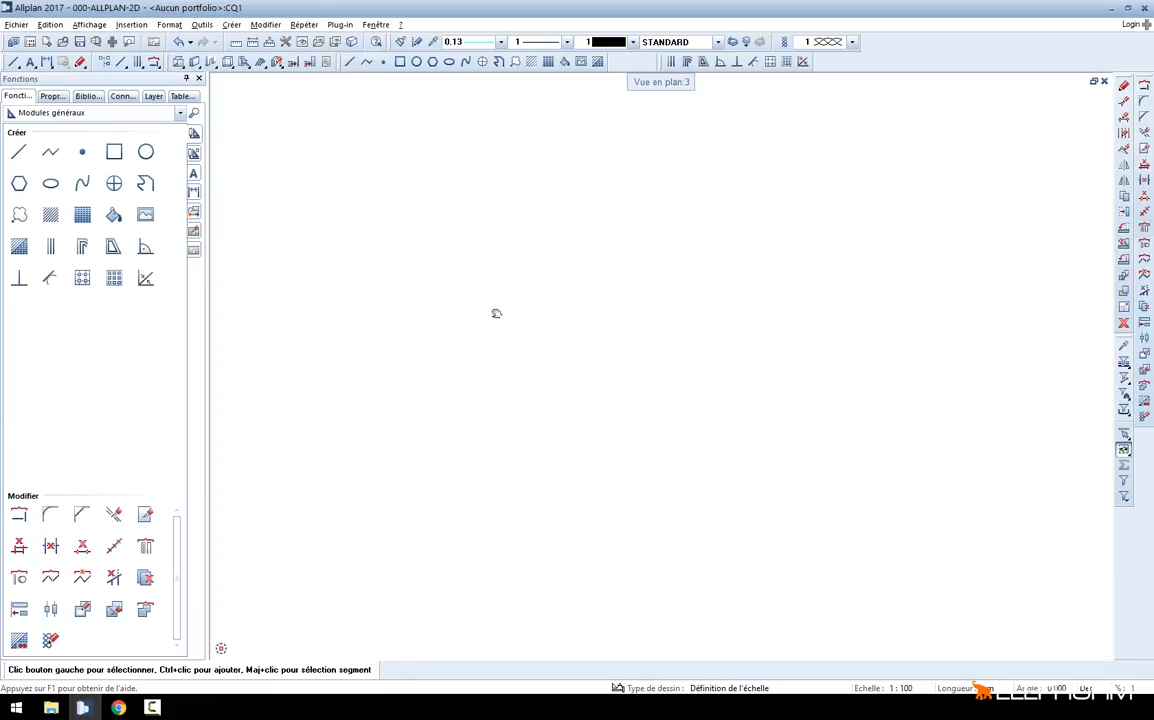 Allplan 2017 - 000-ALLPLAN-2D - <Aucun portfolio>:CQ1
Fichier Edition Affichage Insertion Format Outils Créer Modifier Répéter Plug-in Fenêtre ?
Login
0.13 1 1 STANDARD 1
Fonctions
Vue en plan:3
Foncti... Propr... Biblio... Conn... Layer Table...
Modules généraux
Créer
Modifier
Clic bouton gauche pour sélectionner, Ctrl+clic pour ajouter, Maj+clic pour sélection segment
Appuyez sur F1 pour obtenir de l'aide.
Type de dessin : Définition de l'échelle
Echelle : 1 : 100
Longueur
% : 1